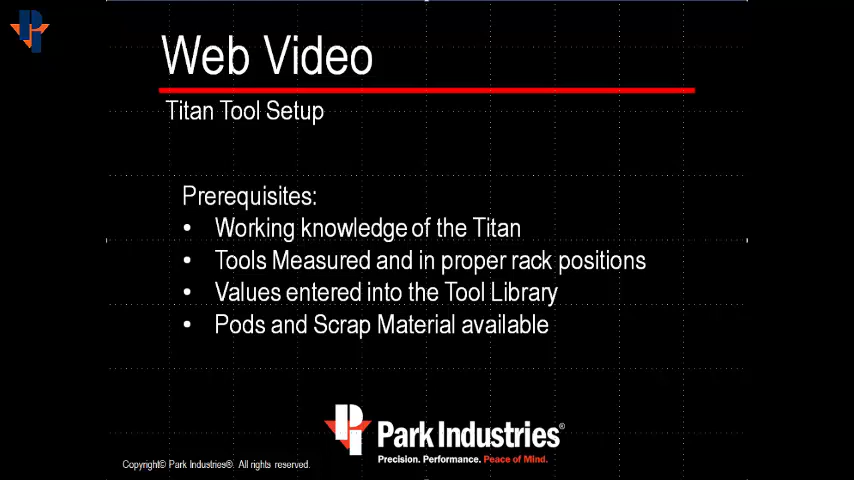 Web Video
Titan Tool Setup
Prerequisites:
• Working knowledge of the Titan
• Tools Measured and in proper rack positions
• Values entered into the Tool Library
• Pods and Scrap Material available
Park Industries®
Precision. Performance. Peace of Mind.
Copyright© Park Industries®. All rights reserved.